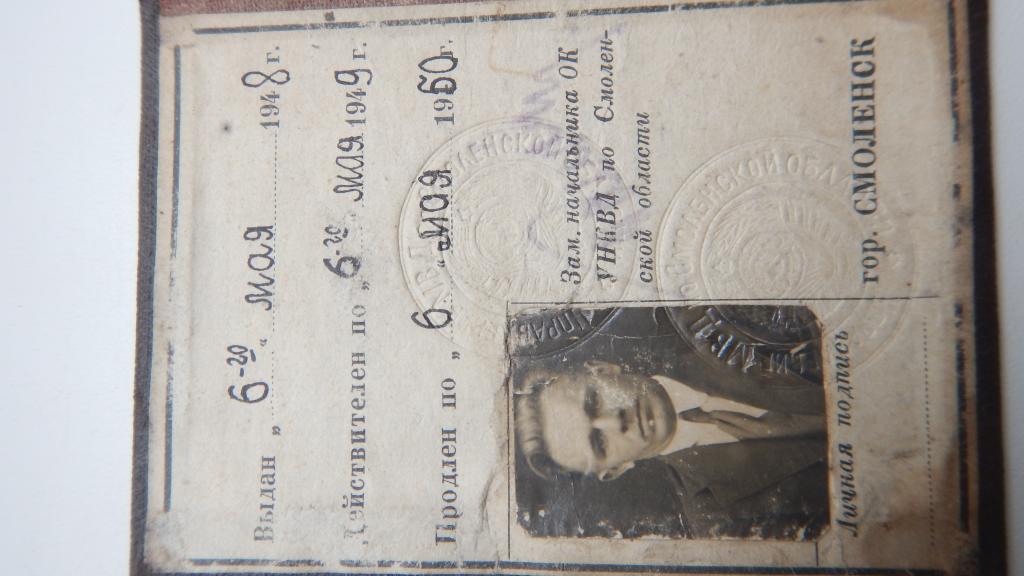 Выдан „ 6-го “ мая 1948 г.
Действителен по „ 6-го мая 1949 г.
Продлен по „ 6 “ мая 1950 г.
Зам. начальника ОК
УНКВД по Смолен-
ской области
Личная подпись
гор. СМОЛЕНСК